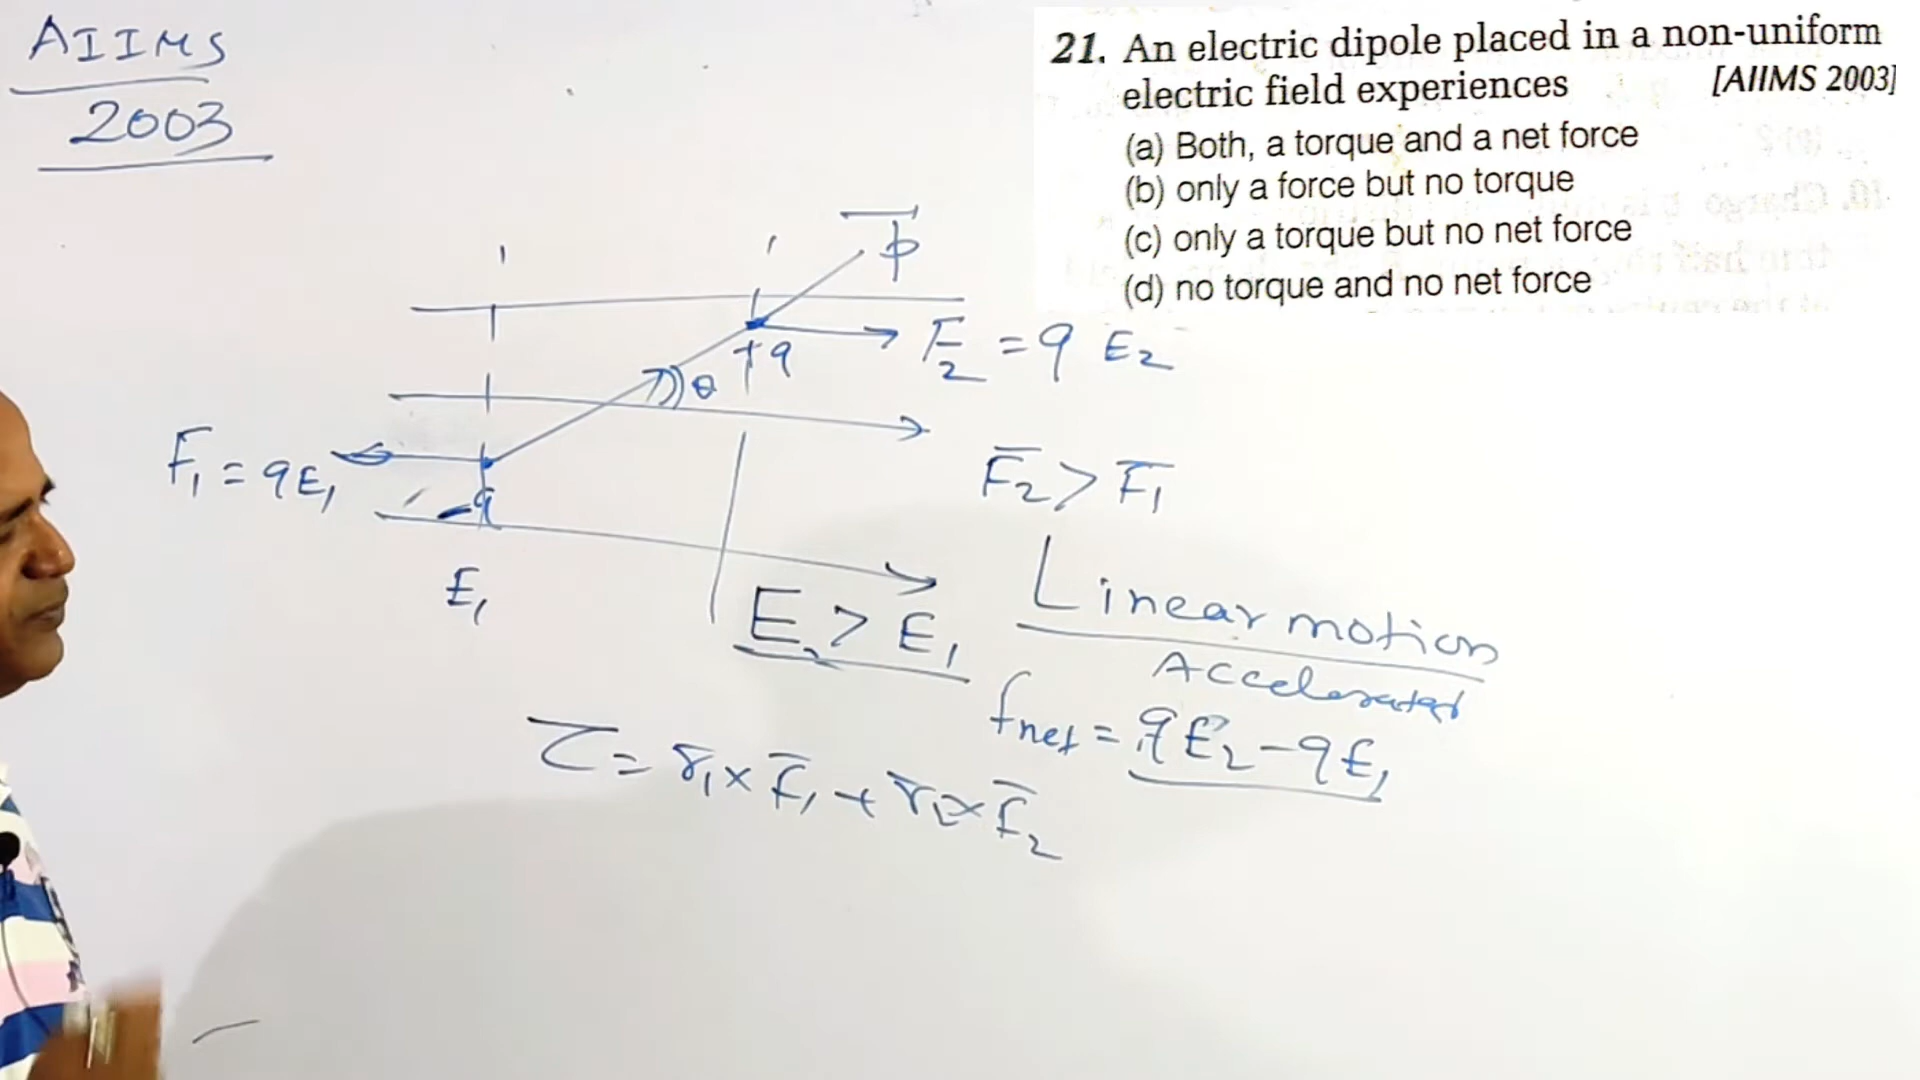 AIIMS
2003
21. An electric dipole placed in a non-uniform
electric field experiences [AIIMS 2003]
(a) Both, a torque and a net force
(b) only a force but no torque
(c) only a torque but no net force
(d) no torque and no net force
p
F₂ = q E₂
+q
θ
F₁ = qE₁
-q
F₂ > F₁
E₁
E₂ > E₁
Linear motion
Accelerated
fnet = qE₂ - qE₁
τ = r₁ × F₁ + r₂ × F₂